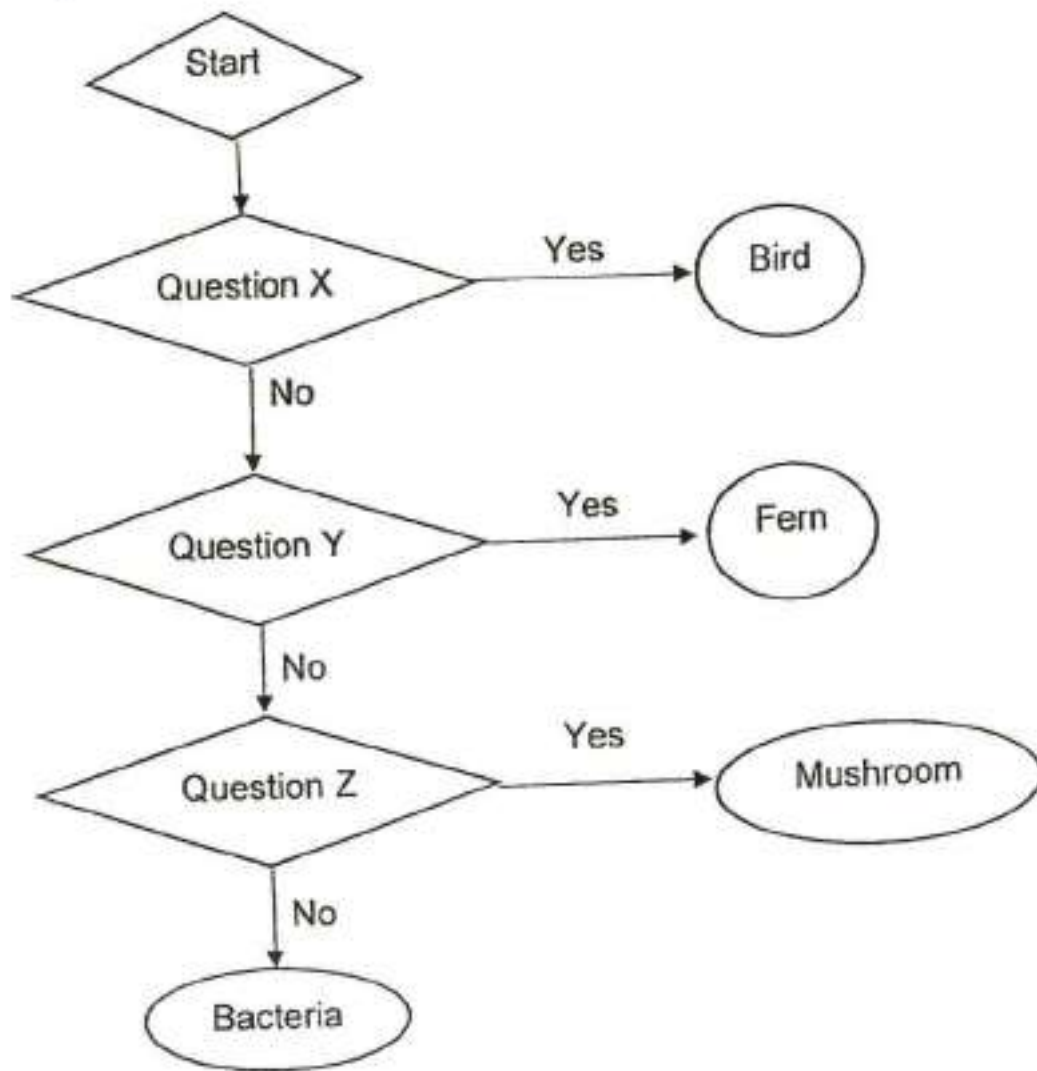 Start
Question X
Yes
Bird
No
Question Y
Yes
Fern
No
Question Z
Yes
Mushroom
No
Bacteria